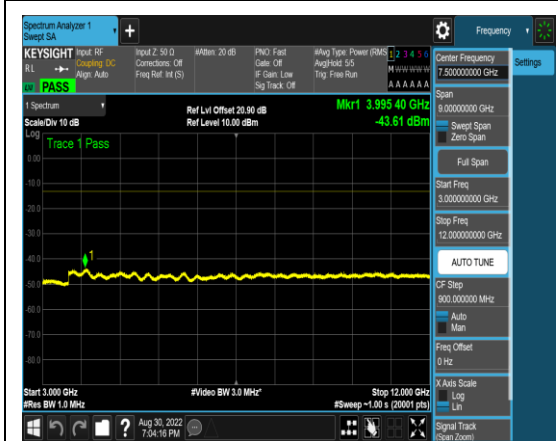 Spectrum Analyzer 1
Swept SA
Frequency
KEYSIGHT
RL
PASS
Input: RF
Coupling: DC
Align: Auto
Input Z: 50 Ω
Corrections: Off
Freq Ref: Int (S)
#Atten: 20 dB
PNO: Fast
Gate: Off
IF Gain: Low
Sig Track: Off
#Avg Type: Power (RMS)
Avg|Hold: 5/5
Trig: Free Run
1 2 3 4 5 6
M W W W W W
A A A A A A
1 Spectrum
Scale/Div 10 dB
Ref Lvl Offset 20.90 dB
Ref Level 10.00 dBm
Mkr1 3.995 40 GHz
-43.61 dBm
Log
Trace 1 Pass
0.00
-10.0
-20.0
-30.0
-40.0
-50.0
-60.0
-70.0
-80.0
1
Start 3.000 GHz
#Res BW 1.0 MHz
#Video BW 3.0 MHz*
Stop 12.000 GHz
#Sweep ~1.00 s (20001 pts)
Aug 30, 2022
7:04:16 PM
Center Frequency
7.500000000 GHz
Settings
Span
9.00000000 GHz
Swept Span
Zero Span
Full Span
Start Freq
3.000000000 GHz
Stop Freq
12.000000000 GHz
AUTO TUNE
CF Step
900.000000 MHz
Auto
Man
Freq Offset
0 Hz
X Axis Scale
Log
Lin
Signal Track
(Span Zoom)